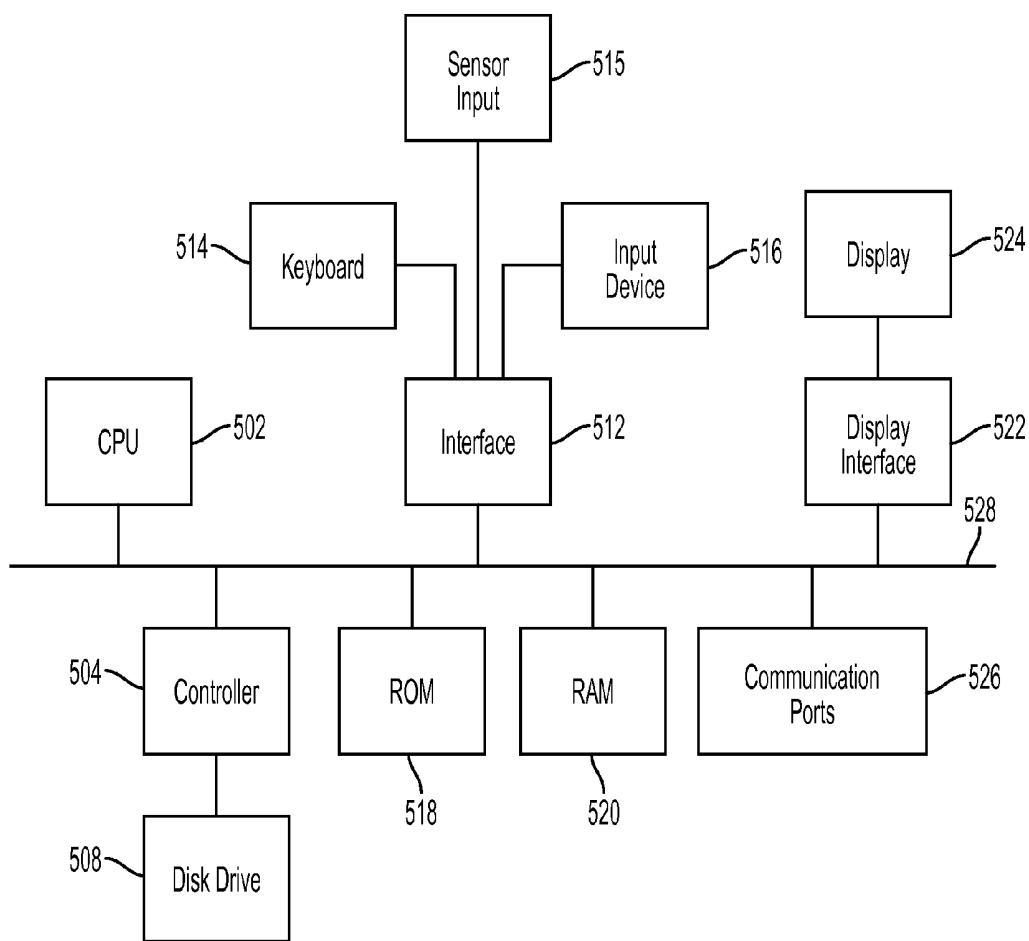 Sensor
Input
515
514
Keyboard
Input
Device
516
Display
524
CPU
502
Interface
512
Display
Interface
522
528
504
Controller
ROM
518
RAM
520
Communication
Ports
526
508
Disk Drive